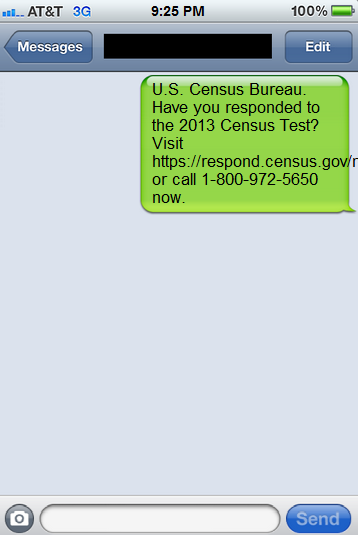 AT&T 3G 9:25 PM 100%
Messages Edit
U.S. Census Bureau.
Have you responded to
the 2013 Census Test?
Visit
https://respond.census.gov/
or call 1-800-972-5650
now.
Send